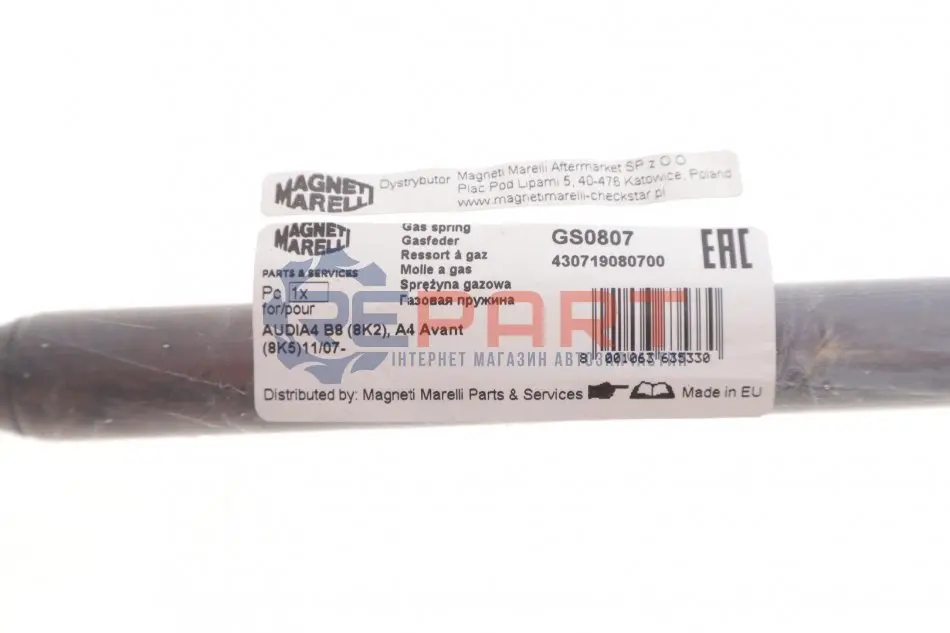 MAGNETI
MARELLI
Dystrybutor Magneti Marelli Aftermarket SP z O O
Plac Pod Lipami 5, 40-476 Katowice, Poland
www.magnetimarelli-checkstar.pl
MAGNETI
MARELLI
PARTS & SERVICES
Pc 1x
for/pour
Gas spring
Gasfeder
Ressort à gaz
Molle a gas
Sprężyna gazowa
Газовая пружина
GS0807
430719080700
EAC
AUDIA4 B8 (8K2), A4 Avant
(8K5)11/07-
8 001063 635330
PART
ІНТЕРНЕТ МАГАЗИН АВТОЗАПЧАСТИН
Distributed by: Magneti Marelli Parts & Services
Made in EU